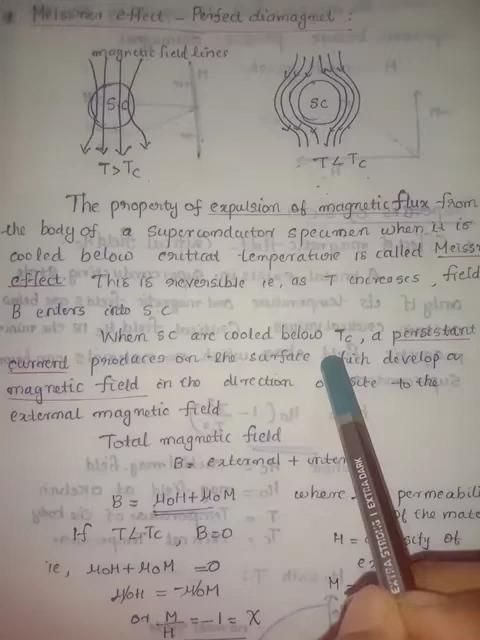 Meissner effect - Perfect diamagnet :
magnetic field lines
SC
SC
T > Tc
T < Tc
The property of expulsion of magnetic flux from
the body of a superconductor specimen when it is
cooled below critical temperature is called Meiss
effect. This is reversible ie, as T increases, field
B enters into S.C
When SC are cooled below Tc, a persistant
current produces on the surface which develop a
magnetic field in the direction site to the
external magnetic field
Total magnetic field
B = external + inter
B = μ0H + μ0M where permeabili
of the mate
If T < Tc, B = 0
H = sity of
ie, μ0H + μ0M = 0
M =
μ0H = -μ0M
or M/H = -1 = X
EXTRA STRONG | EXTRA DARK